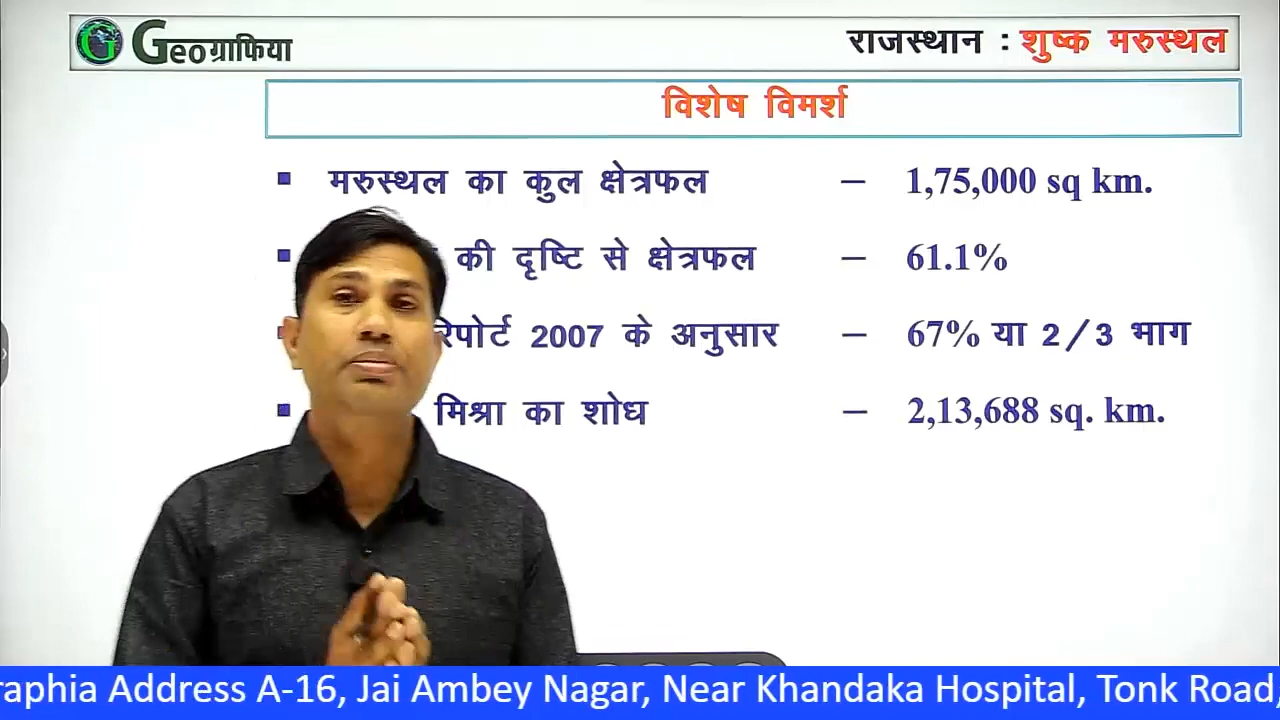 Geoग्राफिया
राजस्थान : शुष्क मरुस्थल
विशेष विमर्श
मरुस्थल का कुल क्षेत्रफल – 1,75,000 sq km.
की दृष्टि से क्षेत्रफल – 61.1%
2007 के अनुसार – 67% या 2/3 भाग
मिश्रा का शोध – 2,13,688 sq. km.
Address A-16, Jai Ambey Nagar, Near Khandaka Hospital, Tonk Road,